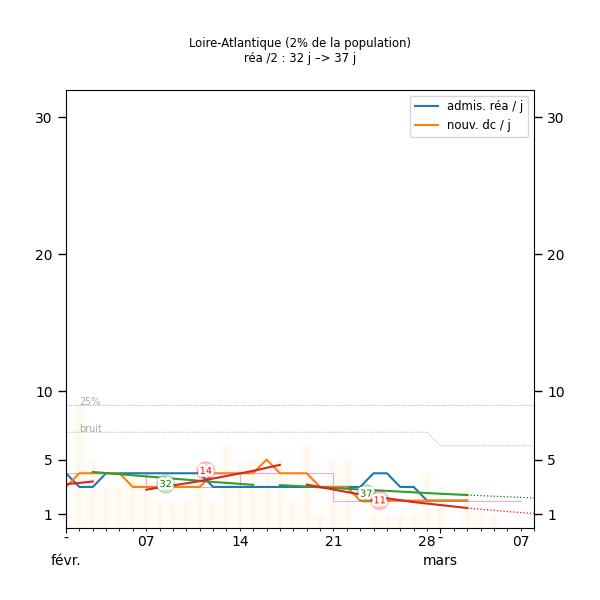 Loire-Atlantique (2% de la population)
réa /2 : 32 j –> 37 j
admis. réa / j
nouv. dc / j
30
30
20
20
10
10
25%
bruit
5
5
14
32
37
11
1
1
07
14
21
28
07
févr.
mars